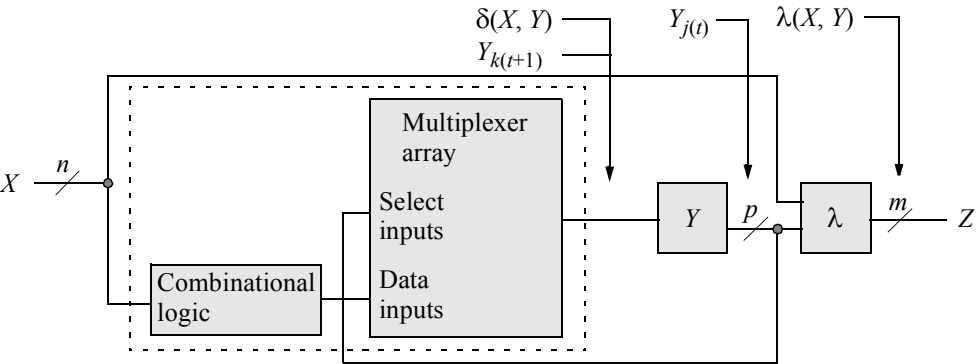 δ(X, Y)
Y_{k(t+1)}
Y_{j(t)}
λ(X, Y)
Multiplexer
array
X
n
Select
inputs
Y
p
λ
m
Z
Combinational
logic
Data
inputs